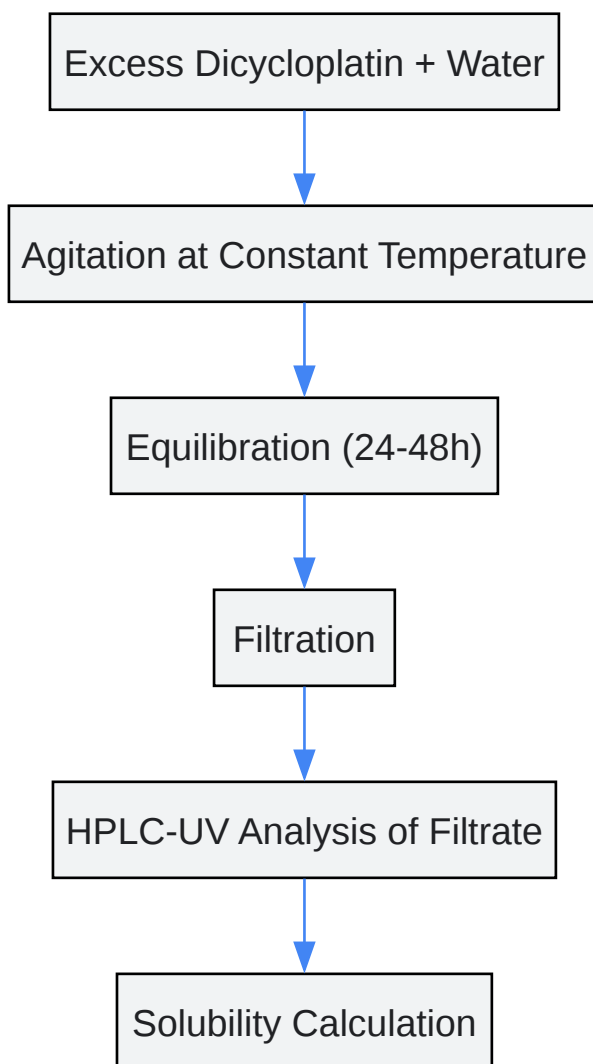 Excess Dicycloplatin + Water
Agitation at Constant Temperature
Equilibration (24-48h)
Filtration
HPLC-UV Analysis of Filtrate
Solubility Calculation